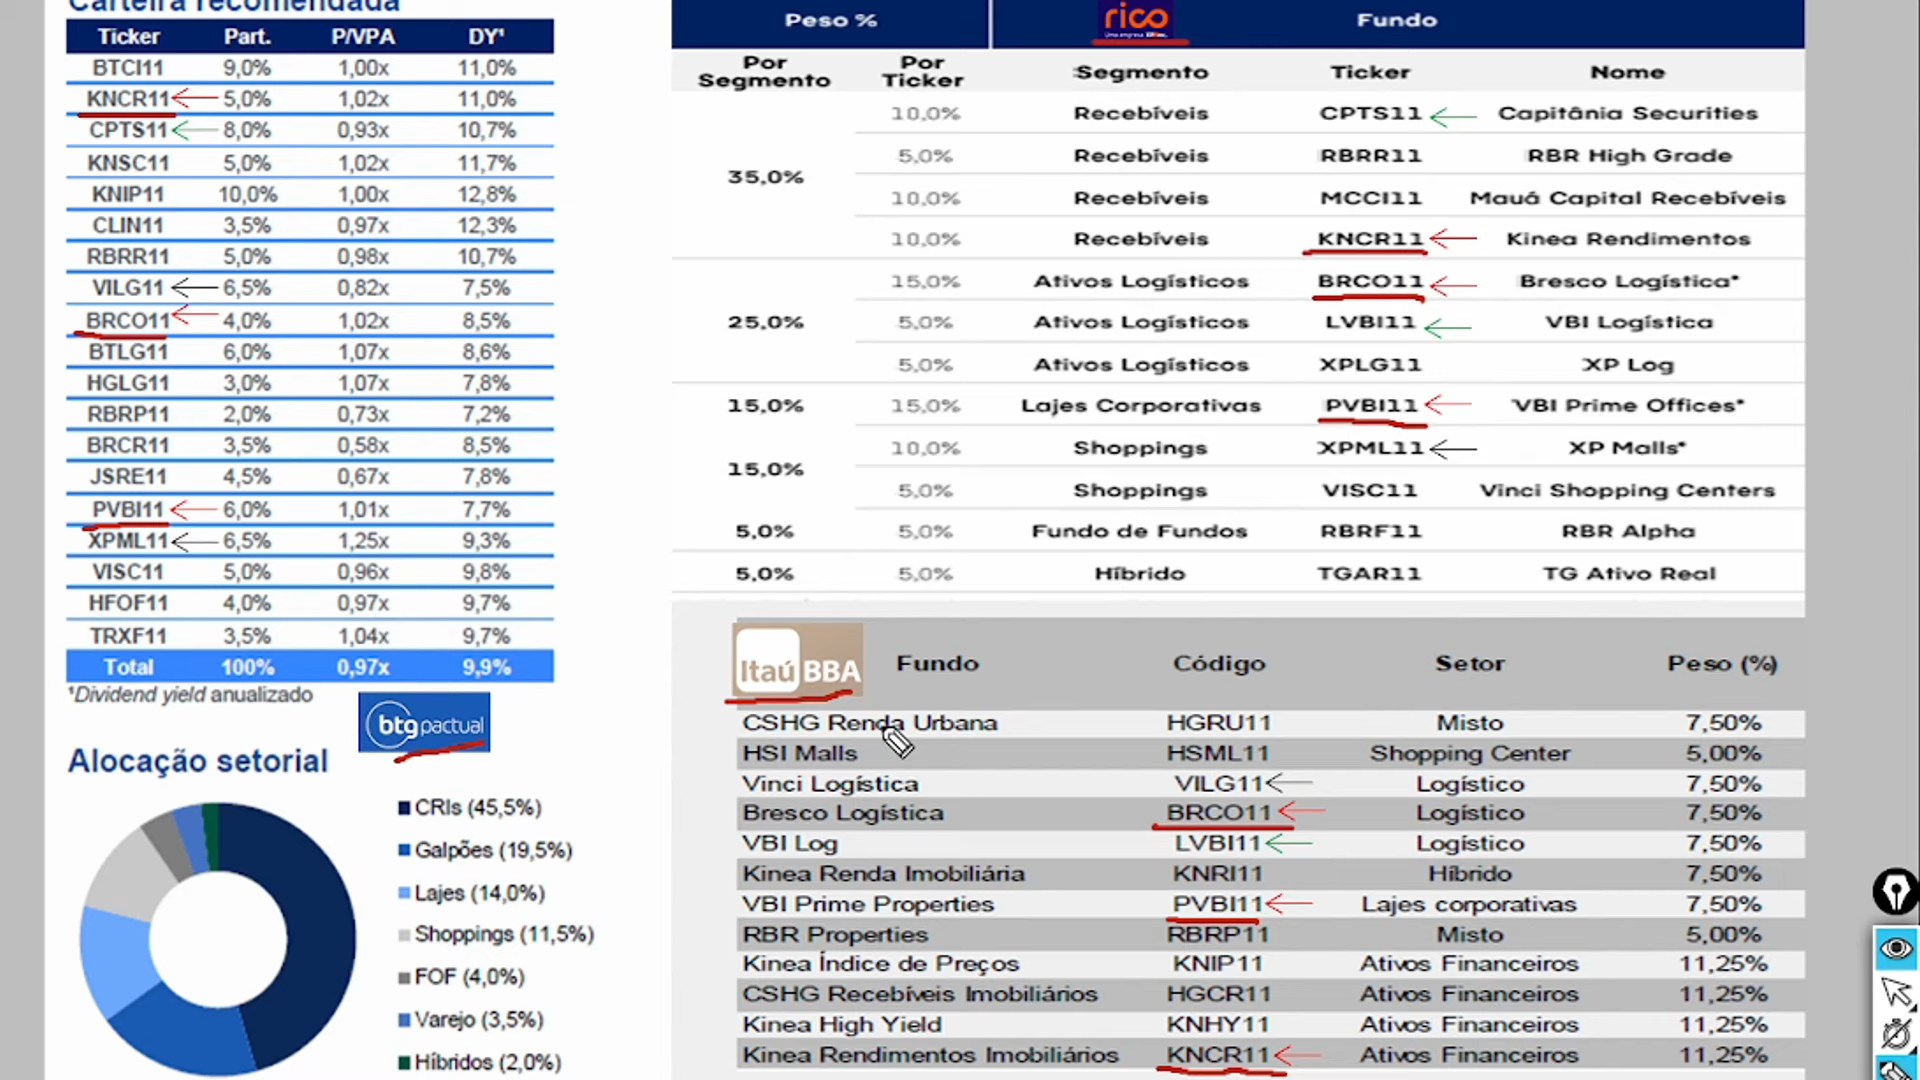 Carteira recomendada
Ticker Part. P/VPA DY¹
BTCI11 9,0% 1,00x 11,0%
KNCR11 5,0% 1,02x 11,0%
CPTS11 8,0% 0,93x 10,7%
KNSC11 5,0% 1,02x 11,7%
KNIP11 10,0% 1,00x 12,8%
CLIN11 3,5% 0,97x 12,3%
RBRR11 5,0% 0,98x 10,7%
VILG11 6,5% 0,82x 7,5%
BRCO11 4,0% 1,02x 8,5%
BTLG11 6,0% 1,07x 8,6%
HGLG11 3,0% 1,07x 7,8%
RBRP11 2,0% 0,73x 7,2%
BRCR11 3,5% 0,58x 8,5%
JSRE11 4,5% 0,67x 7,8%
PVBI11 6,0% 1,01x 7,7%
XPML11 6,5% 1,25x 9,3%
VISC11 5,0% 0,96x 9,8%
HFOF11 4,0% 0,97x 9,7%
TRXF11 3,5% 1,04x 9,7%
Total 100% 0,97x 9,9%
¹Dividend yield anualizado
btgpactual
Alocação setorial
CRIs (45,5%)
Galpões (19,5%)
Lajes (14,0%)
Shoppings (11,5%)
FOF (4,0%)
Varejo (3,5%)
Híbridos (2,0%)
Peso % rico Fundo
Por Segmento Por Ticker Segmento Ticker Nome
10,0% Recebíveis CPTS11 Capitânia Securities
5,0% Recebíveis RBRR11 RBR High Grade
35,0%
10,0% Recebíveis MCCI11 Mauá Capital Recebíveis
10,0% Recebíveis KNCR11 Kinea Rendimentos
15,0% Ativos Logísticos BRCO11 Bresco Logística*
25,0% 5,0% Ativos Logísticos LVBI11 VBI Logística
5,0% Ativos Logísticos XPLG11 XP Log
15,0% 15,0% Lajes Corporativas PVBI11 VBI Prime Offices*
10,0% Shoppings XPML11 XP Malls*
15,0%
5,0% Shoppings VISC11 Vinci Shopping Centers
5,0% 5,0% Fundo de Fundos RBRF11 RBR Alpha
5,0% 5,0% Híbrido TGAR11 TG Ativo Real
Itaú BBA Fundo Código Setor Peso (%)
CSHG Renda Urbana HGRU11 Misto 7,50%
HSI Malls HSML11 Shopping Center 5,00%
Vinci Logística VILG11 Logístico 7,50%
Bresco Logística BRCO11 Logístico 7,50%
VBI Log LVBI11 Logístico 7,50%
Kinea Renda Imobiliária KNRI11 Híbrido 7,50%
VBI Prime Properties PVBI11 Lajes corporativas 7,50%
RBR Properties RBRP11 Misto 5,00%
Kinea Índice de Preços KNIP11 Ativos Financeiros 11,25%
CSHG Recebíveis Imobiliários HGCR11 Ativos Financeiros 11,25%
Kinea High Yield KNHY11 Ativos Financeiros 11,25%
Kinea Rendimentos Imobiliários KNCR11 Ativos Financeiros 11,25%